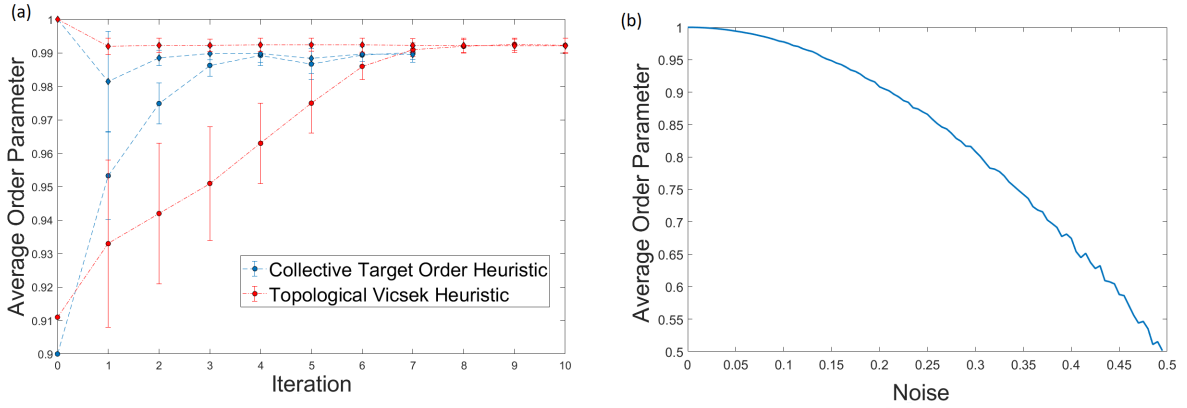 (a)
Average Order Parameter
1
0.99
0.98
0.97
0.96
0.95
0.94
0.93
0.92
0.91
0.9
0 1 2 3 4 5 6 7 8 9 10
Iteration
Collective Target Order Heuristic
Topological Vicsek Heuristic
(b)
Average Order Parameter
1
0.95
0.9
0.85
0.8
0.75
0.7
0.65
0.6
0.55
0.5
0 0.05 0.1 0.15 0.2 0.25 0.3 0.35 0.4 0.45 0.5
Noise